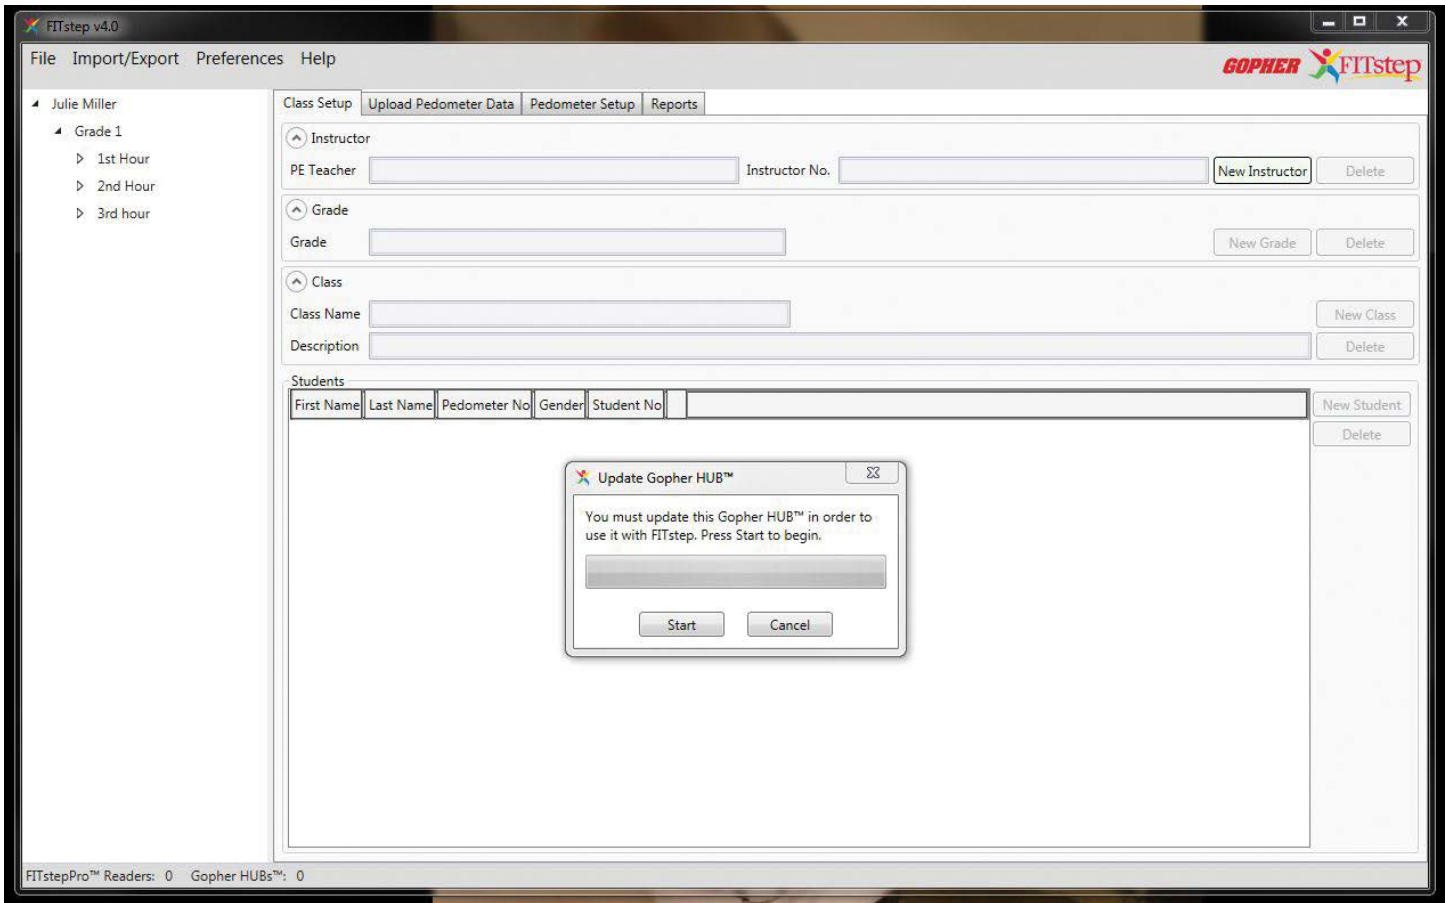 FITstep v4.0
File Import/Export Preferences Help
GOPHER FITstep
Julie Miller
Grade 1
1st Hour
2nd Hour
3rd hour
Class Setup Upload Pedometer Data Pedometer Setup Reports
Instructor
PE Teacher Instructor No. New Instructor Delete
Grade
Grade New Grade Delete
Class
Class Name New Class
Description Delete
Students
First Name Last Name Pedometer No Gender Student No New Student
Delete
Update Gopher HUB™
You must update this Gopher HUB™ in order to
use it with FITstep. Press Start to begin.
Start Cancel
FITstepPro™ Readers: 0 Gopher HUBs™: 0